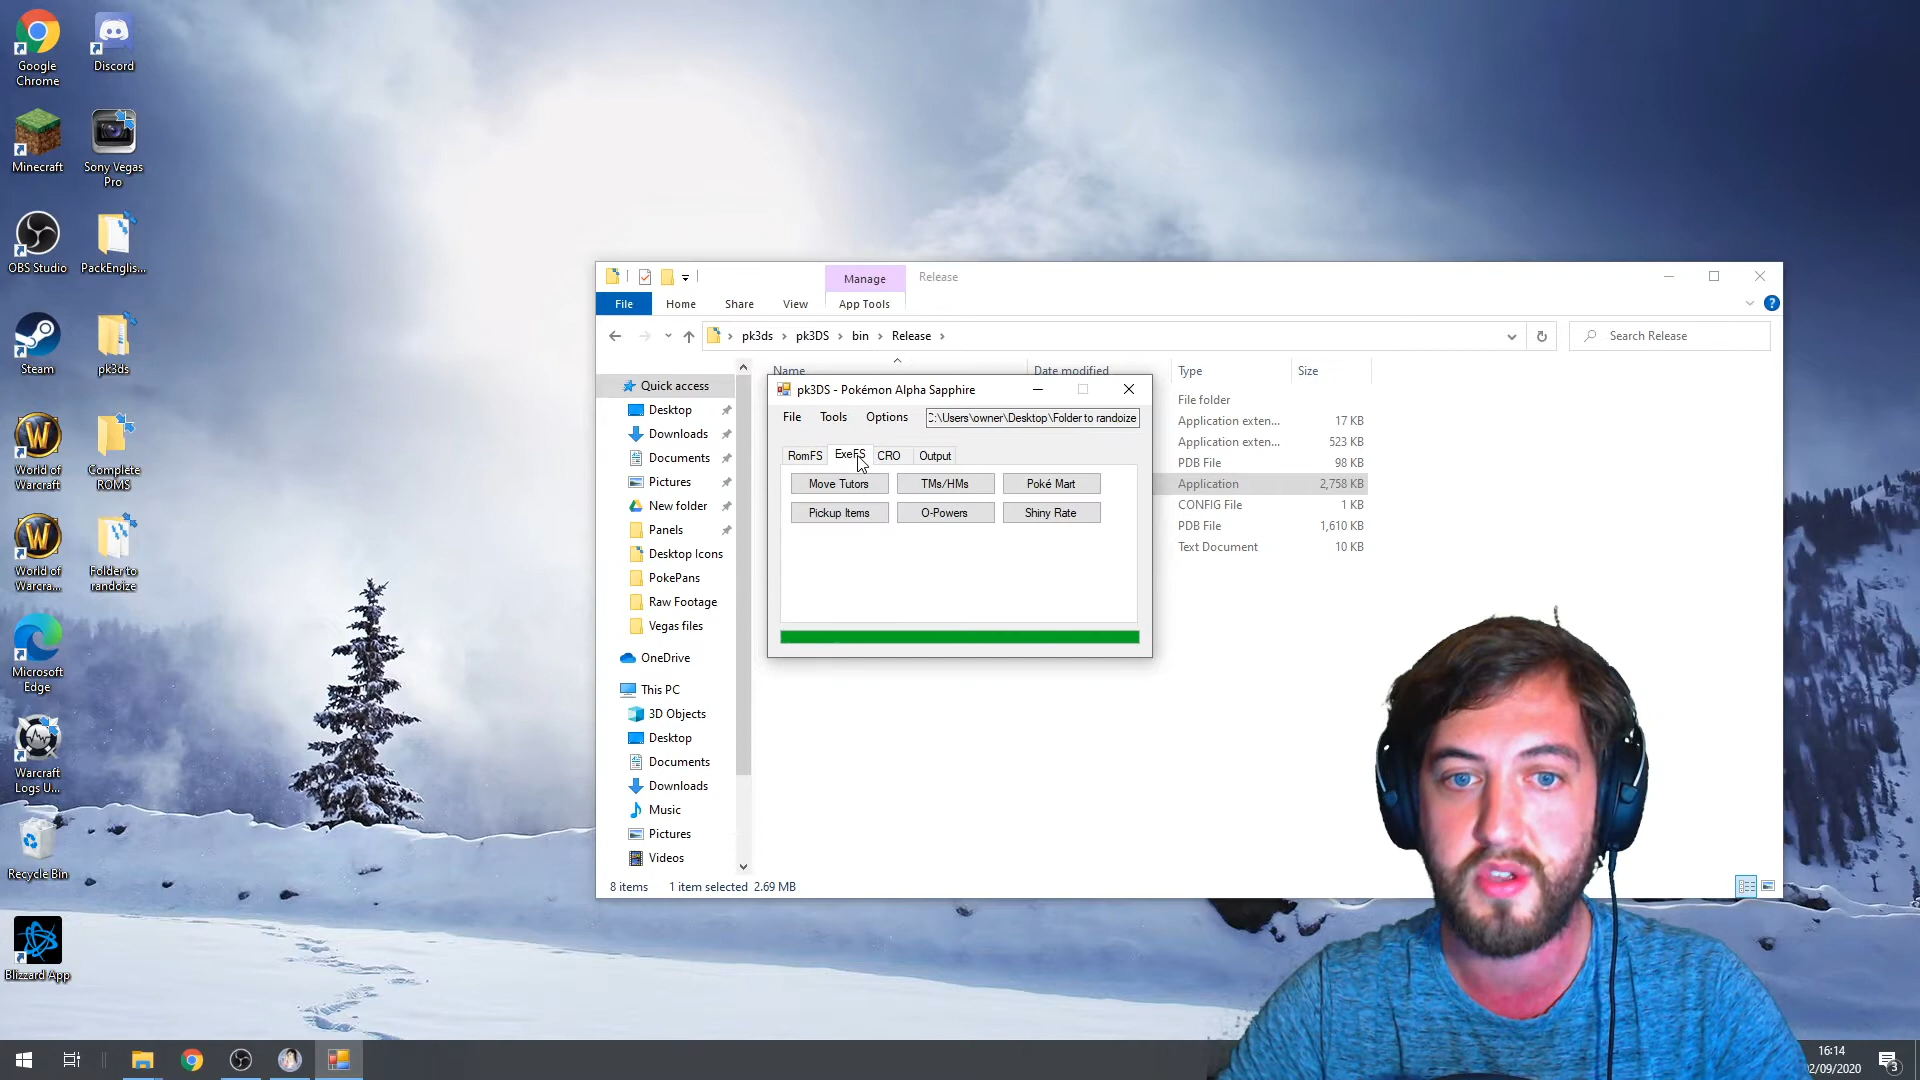 Google
Chrome
Discord
Minecraft
Sony Vegas
Pro
OBS Studio
PackEnglis...
Steam
pk3ds
World of
Warcraft
Complete
ROMS
World of
Warcra...
Folder to
randoize
Microsoft
Edge
Warcraft
Logs U...
Recycle Bin
Blizzard App
Manage
Release
File
Home
Share
View
App Tools
pk3ds
pk3DS
bin
Release
Search Release
Name
Date modified
Type
Size
File folder
Application exten...
17 KB
Application exten...
523 KB
PDB File
98 KB
Application
2,758 KB
CONFIG File
1 KB
PDB File
1,610 KB
Text Document
10 KB
Quick access
Desktop
Downloads
Documents
Pictures
New folder
Panels
Desktop Icons
PokePans
Raw Footage
Vegas files
OneDrive
This PC
3D Objects
Desktop
Documents
Downloads
Music
Pictures
Videos
8 items
1 item selected 2.69 MB
pk3DS - Pokémon Alpha Sapphire
File
Tools
Options
C:\Users\owner\Desktop\Folder to randoize
RomFS
ExeFS
CRO
Output
Move Tutors
TMs/HMs
Poké Mart
Pickup Items
O-Powers
Shiny Rate
16:14
2/09/2020
3